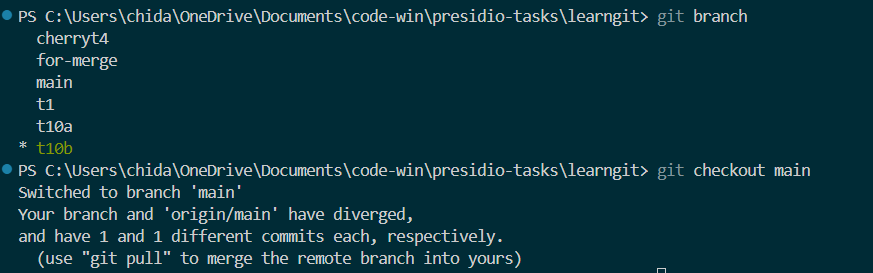 PS C:\Users\chida\OneDrive\Documents\code-win\presidio-tasks\learngit> git branch
  cherryt4
  for-merge
  main
  t1
  t10a
* t10b
PS C:\Users\chida\OneDrive\Documents\code-win\presidio-tasks\learngit> git checkout main
Switched to branch 'main'
Your branch and 'origin/main' have diverged,
and have 1 and 1 different commits each, respectively.
  (use "git pull" to merge the remote branch into yours)